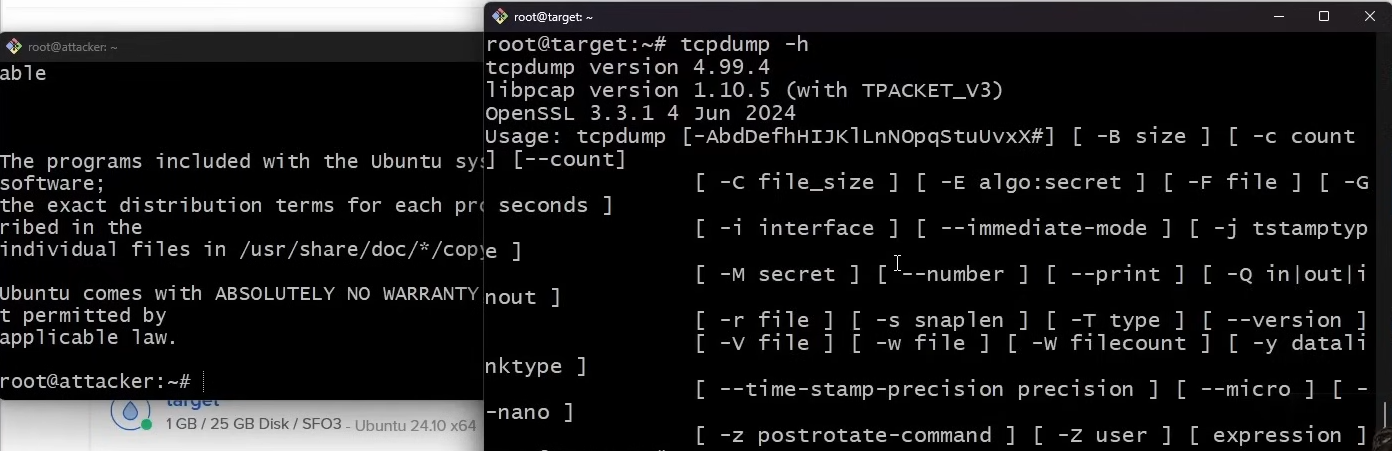 root@attacker: ~
able
The programs included with the Ubuntu sys
software;
the exact distribution terms for each pro
ribed in the
individual files in /usr/share/doc/*/copy
Ubuntu comes with ABSOLUTELY NO WARRANTY
t permitted by
applicable law.
root@attacker:~#
target
1 GB / 25 GB Disk / SFO3 - Ubuntu 24.10 x64
root@target: ~
root@target:~# tcpdump -h
tcpdump version 4.99.4
libpcap version 1.10.5 (with TPACKET_V3)
OpenSSL 3.3.1 4 Jun 2024
Usage: tcpdump [-AbdDefhHIJKlLnNOpqStuUvxX#] [ -B size ] [ -c count
] [--count]
[ -C file_size ] [ -E algo:secret ] [ -F file ] [ -G
seconds ]
[ -i interface ] [ --immediate-mode ] [ -j tstamptyp
e ]
[ -M secret ] [ --number ] [ --print ] [ -Q in|out|i
nout ]
[ -r file ] [ -s snaplen ] [ -T type ] [ --version ]
[ -V file ] [ -w file ] [ -W filecount ] [ -y datali
nktype ]
[ --time-stamp-precision precision ] [ --micro ] [ -
-nano ]
[ -z postrotate-command ] [ -Z user ] [ expression ]